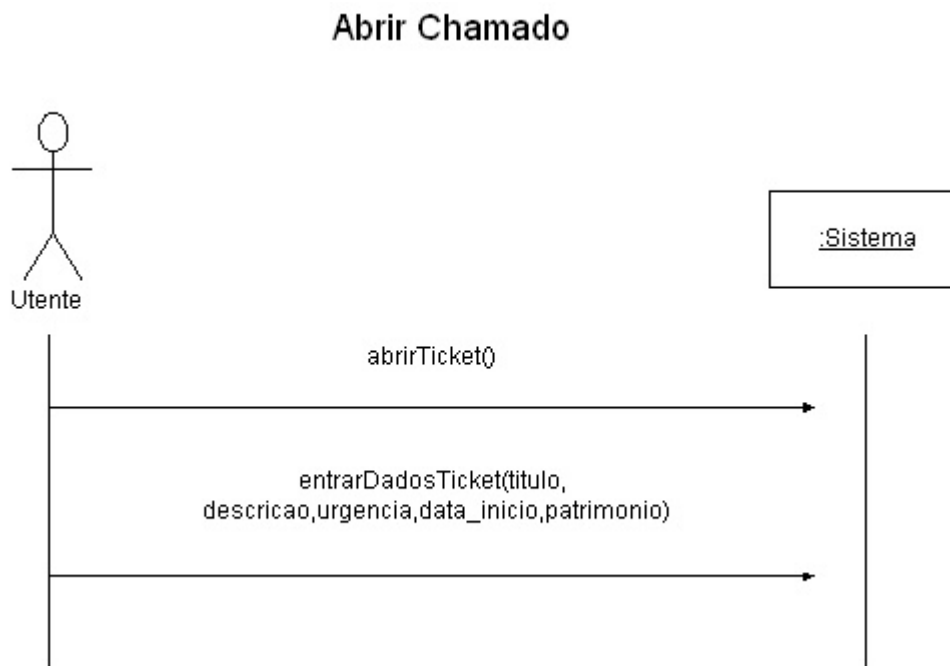 Abrir Chamado
:Sistema
Utente
abrirTicket()
entrarDadosTicket(titulo,
descricao,urgencia,data_inicio,patrimonio)